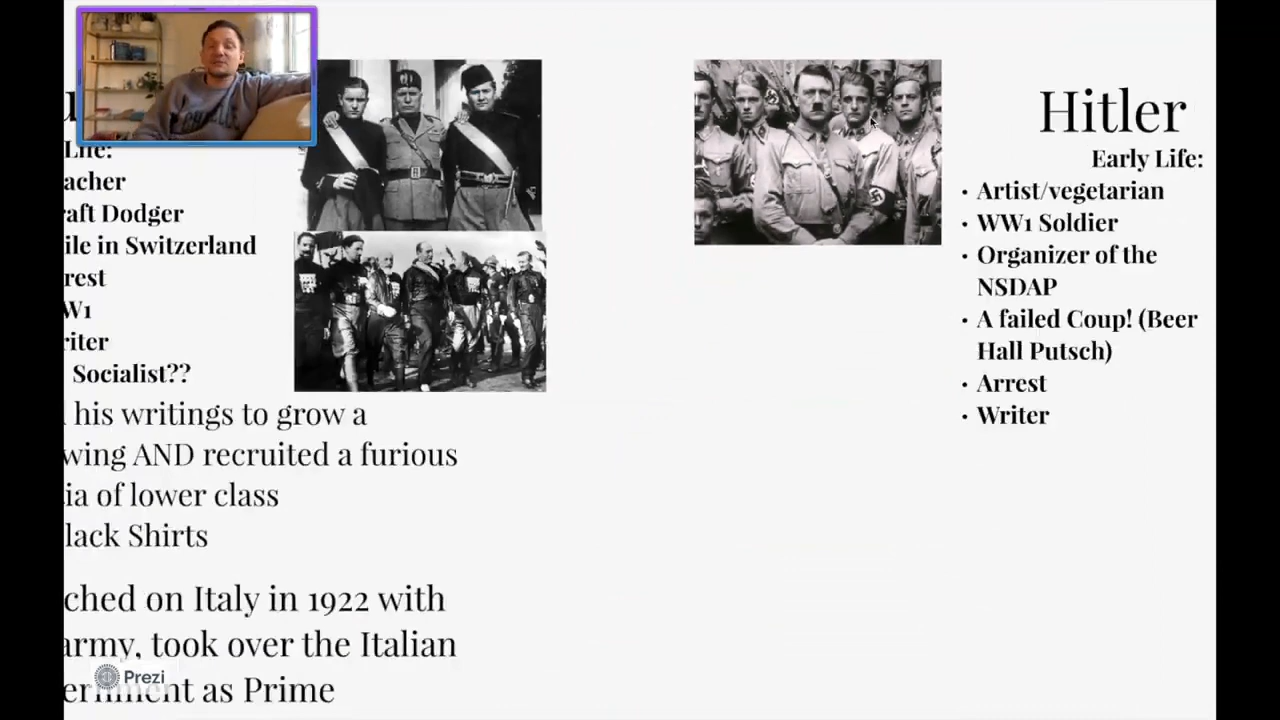 Life:
acher
raft Dodger
ile in Switzerland
rest
W1
riter
Socialist??
his writings to grow a
wing AND recruited a furious
ia of lower class
lack Shirts
ched on Italy in 1922 with
army, took over the Italian
ernment as Prime
Prezi
Hitler
Early Life:
• Artist/vegetarian
• WW1 Soldier
• Organizer of the
NSDAP
• A failed Coup! (Beer
Hall Putsch)
• Arrest
• Writer